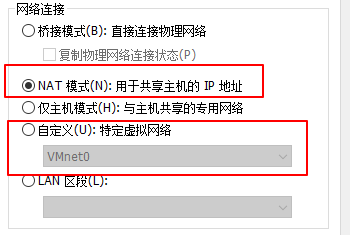 网络连接
桥接模式(B): 直接连接物理网络
复制物理网络连接状态(P)
NAT 模式(N): 用于共享主机的 IP 地址
仅主机模式(H): 与主机共享的专用网络
自定义(U): 特定虚拟网络
VMnet0
LAN 区段(L):